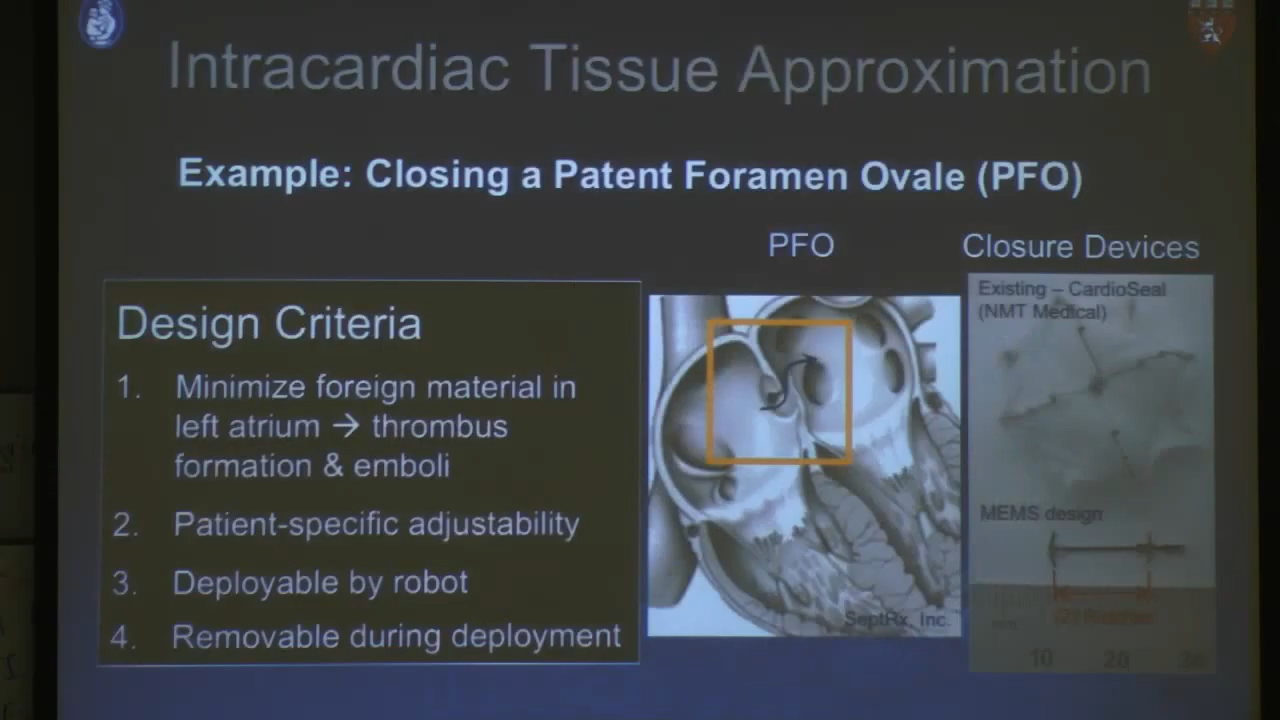 Intracardiac Tissue Approximation
Example: Closing a Patent Foramen Ovale (PFO)
PFO
Closure Devices
Design Criteria
1. Minimize foreign material in
left atrium → thrombus
formation & emboli
2. Patient-specific adjustability
3. Deployable by robot
4. Removable during deployment
SeptRx, Inc.
Existing – CardioSeal
(NMT Medical)
MEMS design
10 20 30